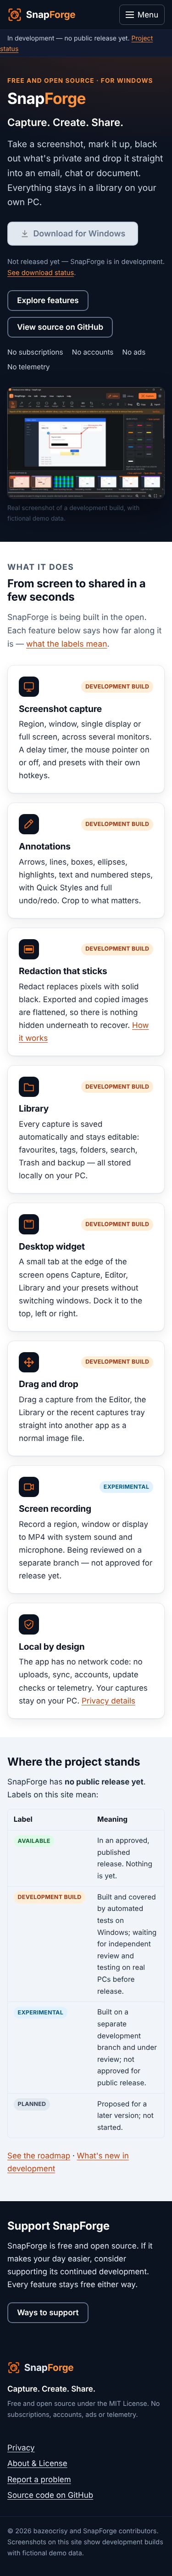 SnapForge
Menu
In development — no public release yet. Project
status
FREE AND OPEN SOURCE · FOR WINDOWS
SnapForge
Capture. Create. Share.
Take a screenshot, mark it up, black
out what's private and drop it straight
into an email, chat or document.
Everything stays in a library on your
own PC.
Download for Windows
Not released yet — SnapForge is in development.
See download status.
Explore features
View source on GitHub
No subscriptions No accounts No ads
No telemetry
Real screenshot of a development build, with
fictional demo data.
WHAT IT DOES
From screen to shared in a
few seconds
SnapForge is being built in the open.
Each feature below says how far along it
is — what the labels mean.
DEVELOPMENT BUILD
Screenshot capture
Region, window, single display or
full screen, across several monitors.
A delay timer, the mouse pointer on
or off, and presets with their own
hotkeys.
DEVELOPMENT BUILD
Annotations
Arrows, lines, boxes, ellipses,
highlights, text and numbered steps,
with Quick Styles and full
undo/redo. Crop to what matters.
DEVELOPMENT BUILD
Redaction that sticks
Redact replaces pixels with solid
black. Exported and copied images
are flattened, so there is nothing
hidden underneath to recover. How
it works
DEVELOPMENT BUILD
Library
Every capture is saved
automatically and stays editable:
favourites, tags, folders, search,
Trash and backup — all stored
locally on your PC.
DEVELOPMENT BUILD
Desktop widget
A small tab at the edge of the
screen opens Capture, Editor,
Library and your presets without
switching windows. Dock it to the
top, left or right.
DEVELOPMENT BUILD
Drag and drop
Drag a capture from the Editor, the
Library or the recent captures tray
straight into another app as a
normal image file.
EXPERIMENTAL
Screen recording
Record a region, window or display
to MP4 with system sound and
microphone. Being reviewed on a
separate branch — not approved for
release yet.
Local by design
The app has no network code: no
uploads, sync, accounts, update
checks or telemetry. Your captures
stay on your PC. Privacy details
Where the project stands
SnapForge has no public release yet.
Labels on this site mean:
Label Meaning
AVAILABLE In an approved,
published
release. Nothing
is yet.
DEVELOPMENT BUILD Built and covered
by automated
tests on
Windows; waiting
for independent
review and
testing on real
PCs before
release.
EXPERIMENTAL Built on a
separate
development
branch and under
review; not
approved for
public release.
PLANNED Proposed for a
later version; not
started.
See the roadmap · What's new in
development
Support SnapForge
SnapForge is free and open source. If it
makes your day easier, consider
supporting its continued development.
Every feature stays free either way.
Ways to support
SnapForge
Capture. Create. Share.
Free and open source under the MIT License. No
subscriptions, accounts, ads or telemetry.
Privacy
About & License
Report a problem
Source code on GitHub
© 2026 bazeocrisy and SnapForge contributors.
Screenshots on this site show development builds
with fictional demo data.